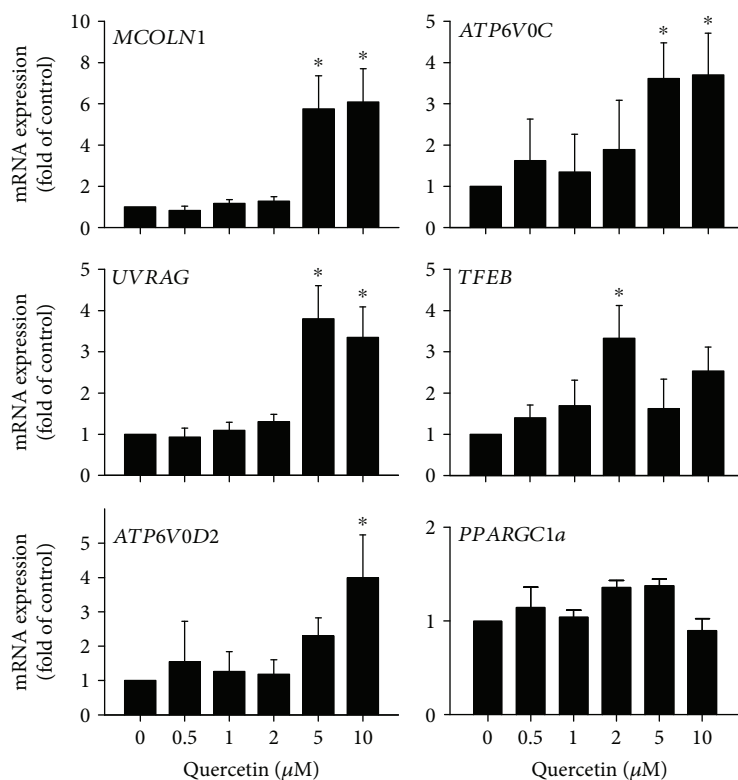 MCOLN1
mRNA expression
(fold of control)
10
8
6
4
2
0
*
*
ATP6V0C
5
4
3
2
1
0
*
*
UVRAG
mRNA expression
(fold of control)
5
4
3
2
1
0
*
*
TFEB
5
4
3
2
1
0
*
ATP6V0D2
mRNA expression
(fold of control)
5
4
3
2
1
0
*
0 0.5 1 2 5 10
Quercetin (μM)
PPARGC1a
2
1
0
0 0.5 1 2 5 10
Quercetin (μM)